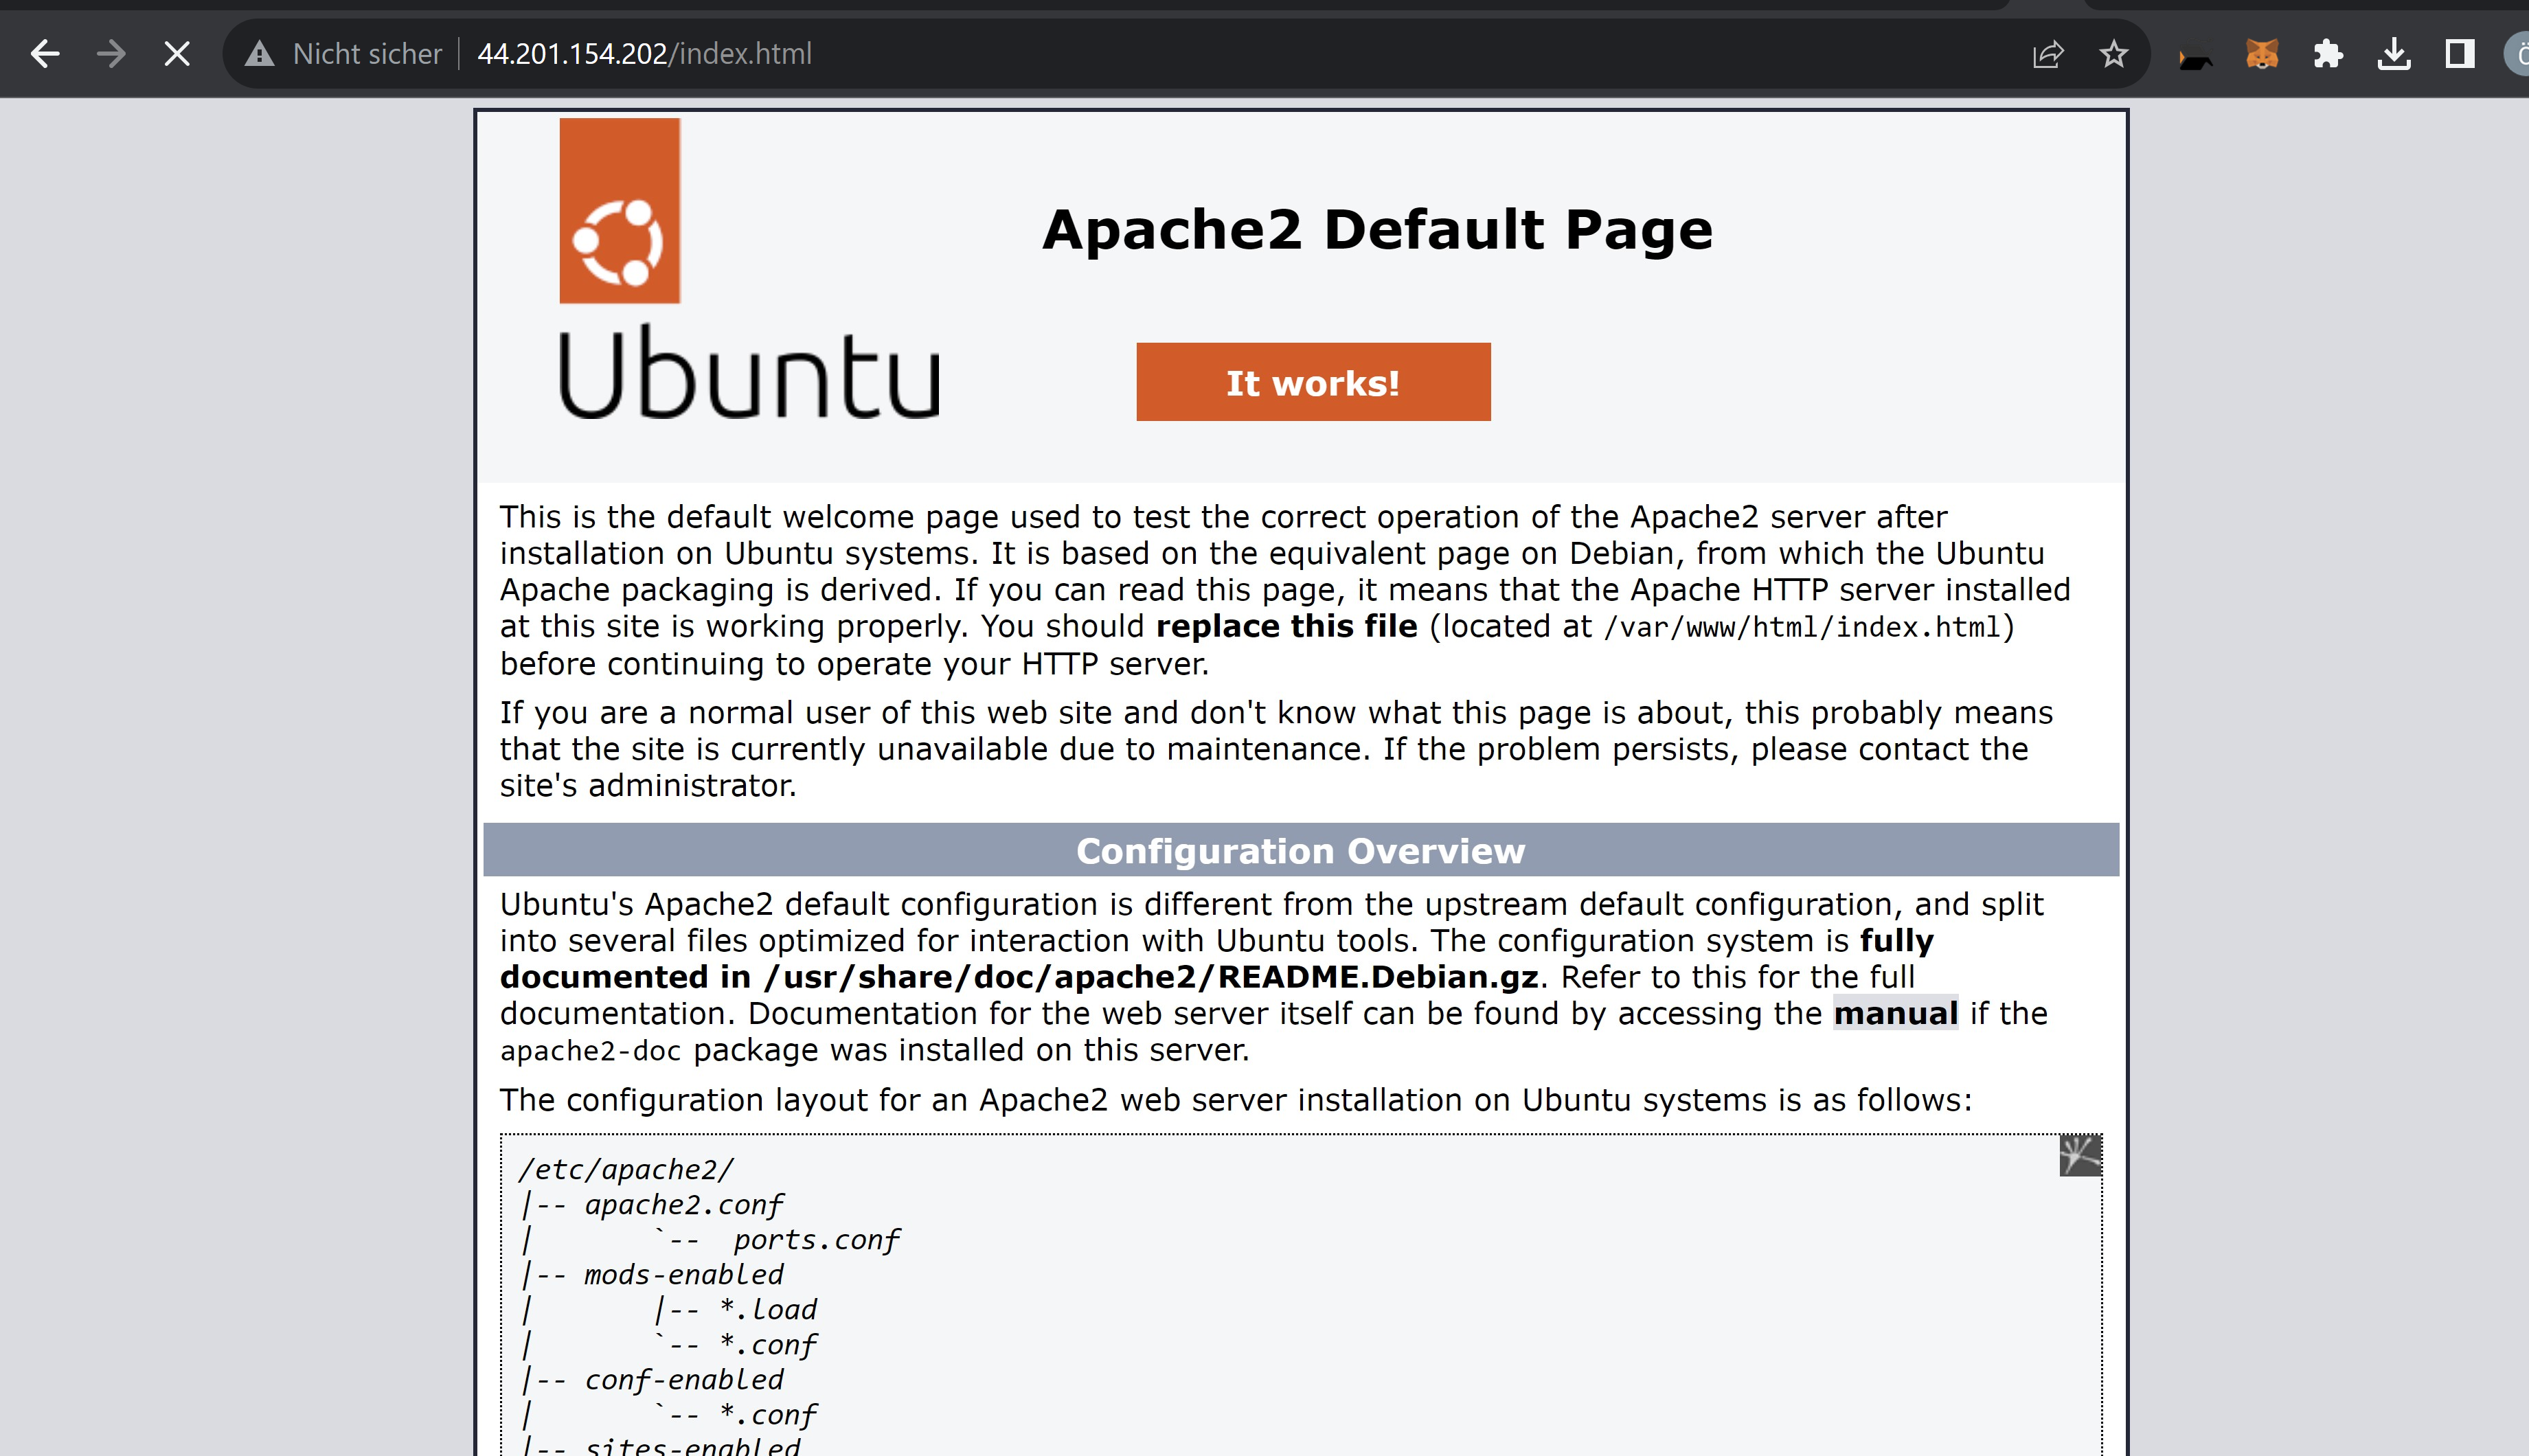 Nicht sicher 44.201.154.202/index.html
Ö
Apache2 Default Page
Ubuntu
It works!
This is the default welcome page used to test the correct operation of the Apache2 server after
installation on Ubuntu systems. It is based on the equivalent page on Debian, from which the Ubuntu
Apache packaging is derived. If you can read this page, it means that the Apache HTTP server installed
at this site is working properly. You should replace this file (located at /var/www/html/index.html)
before continuing to operate your HTTP server.
If you are a normal user of this web site and don't know what this page is about, this probably means
that the site is currently unavailable due to maintenance. If the problem persists, please contact the
site's administrator.
Configuration Overview
Ubuntu's Apache2 default configuration is different from the upstream default configuration, and split
into several files optimized for interaction with Ubuntu tools. The configuration system is fully
documented in /usr/share/doc/apache2/README.Debian.gz. Refer to this for the full
documentation. Documentation for the web server itself can be found by accessing the manual if the
apache2-doc package was installed on this server.
The configuration layout for an Apache2 web server installation on Ubuntu systems is as follows:
/etc/apache2/
|-- apache2.conf
|       `--  ports.conf
|-- mods-enabled
|       |-- *.load
|       `-- *.conf
|-- conf-enabled
|       `-- *.conf
|-- sites-enabled